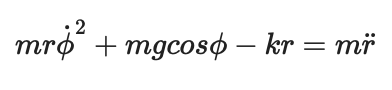 mrφ̇² + mgcosφ − kr = mr̈